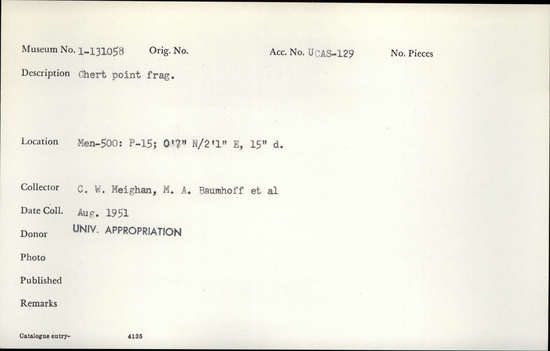 Museum No. 1-131058 Orig. No. Acc. No. UCAS-129 No. Pieces
Description Chert point frag.
Location Men-500: P-15; 0'7" N/2'1" E, 15" d.
Collector C. W. Meighan, M. A. Baumhoff et al
Date Coll. Aug. 1951
Donor UNIV. APPROPRIATION
Photo
Published
Remarks
Catalogue entry- 4135